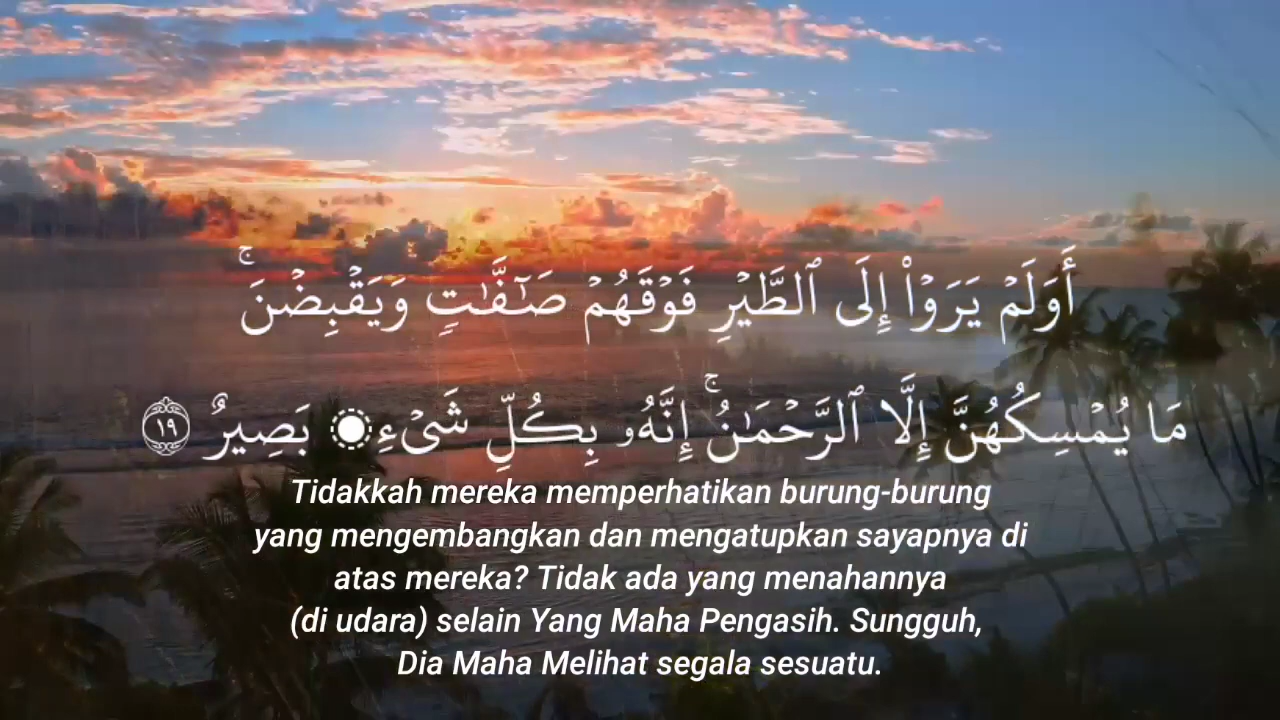 أَوَلَمۡ يَرَوۡاْ إِلَى ٱلطَّيۡرِ فَوۡقَهُمۡ صَـٰٓفَّـٰتٖ وَيَقۡبِضۡنَۚ
مَا يُمۡسِكُهُنَّ إِلَّا ٱلرَّحۡمَـٰنُۚ إِنَّهُۥ بِكُلِّ شَيۡءِۭ بَصِيرٌ ١٩
Tidakkah mereka memperhatikan burung-burung
yang mengembangkan dan mengatupkan sayapnya di
atas mereka? Tidak ada yang menahannya
(di udara) selain Yang Maha Pengasih. Sungguh,
Dia Maha Melihat segala sesuatu.